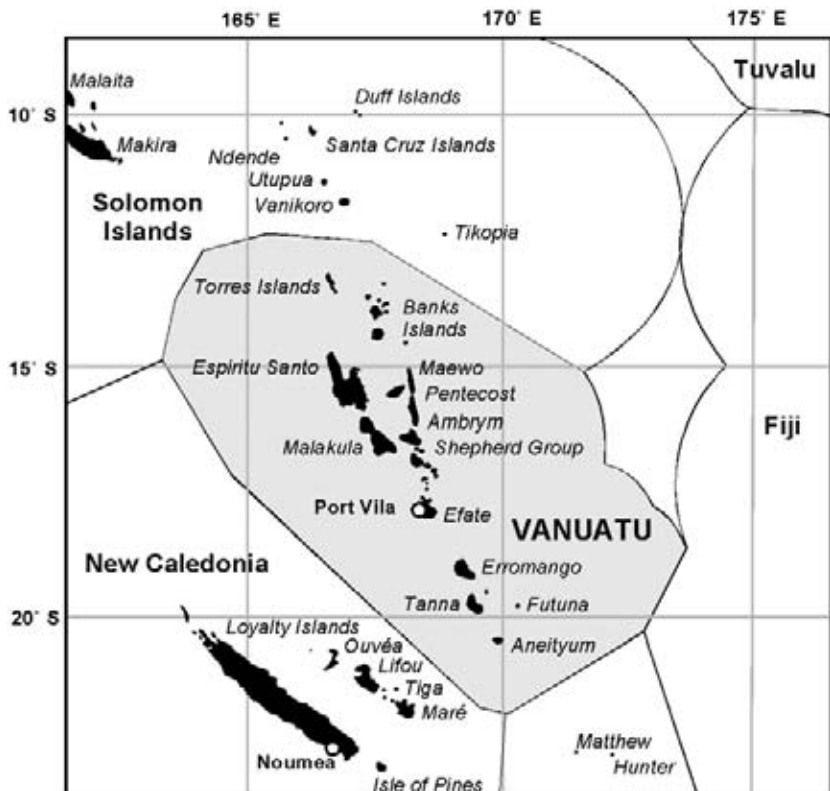 165° E 170° E 175° E
Malaita
Tuvalu
Duff Islands
10° S
Makira
Santa Cruz Islands
Ndende
Utupua
Solomon
Islands
Vanikoro
Tikopia
Torres Islands
Banks
Islands
15° S
Espiritu Santo
Maewo
Pentecost
Ambrym
Malakula
Shepherd Group
Fiji
Port Vila
Efate
VANUATU
New Caledonia
Erromango
Tanna
Futuna
20° S
Loyalty Islands
Aneityum
Ouvéa
Lifou
Tiga
Maré
Noumea
Matthew
Hunter
Isle of Pines